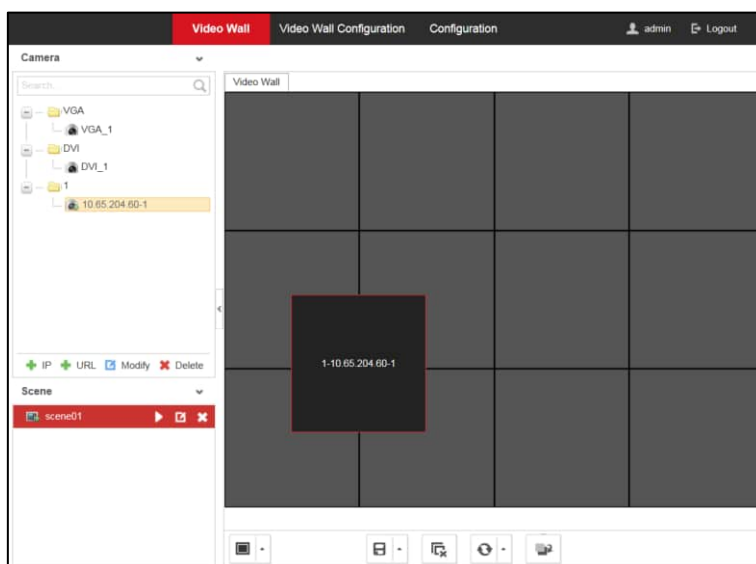 Video Wall Video Wall Configuration Configuration admin Logout
Camera
Search...
VGA
VGA_1
DVI
DVI_1
1
10.65.204.60-1
IP URL Modify Delete
Scene
scene01
Video Wall
1-10.65.204.60-1